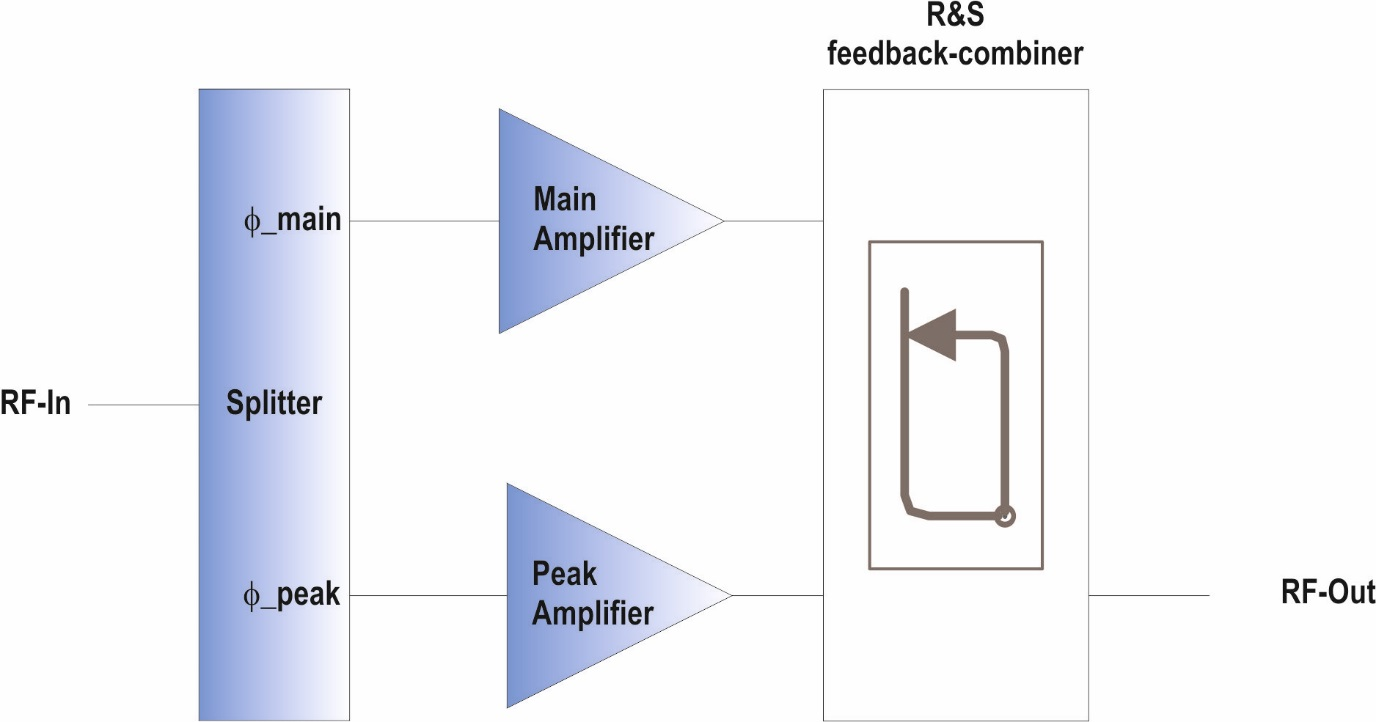 R&S
feedback-combiner
ϕ_main
Main
Amplifier
RF-In
Splitter
ϕ_peak
Peak
Amplifier
RF-Out